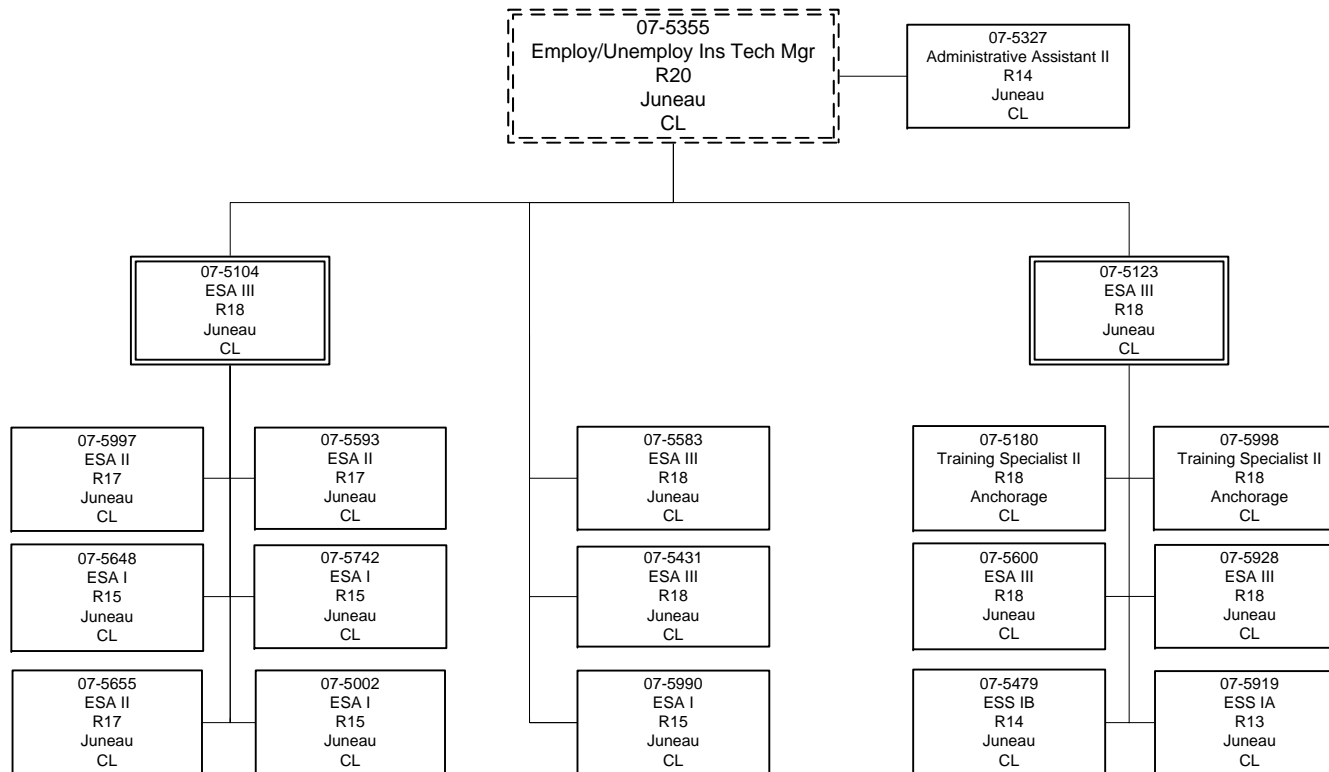 07-5355
Employ/Unemploy Ins Tech Mgr
R20
Juneau
CL
07-5327
Administrative Assistant II
R14
Juneau
CL
07-5104
ESA III
R18
Juneau
CL
07-5123
ESA III
R18
Juneau
CL
07-5997
ESA II
R17
Juneau
CL
07-5593
ESA II
R17
Juneau
CL
07-5583
ESA III
R18
Juneau
CL
07-5180
Training Specialist II
R18
Anchorage
CL
07-5998
Training Specialist II
R18
Anchorage
CL
07-5648
ESA I
R15
Juneau
CL
07-5742
ESA I
R15
Juneau
CL
07-5431
ESA III
R18
Juneau
CL
07-5600
ESA III
R18
Juneau
CL
07-5928
ESA III
R18
Juneau
CL
07-5655
ESA II
R17
Juneau
CL
07-5002
ESA I
R15
Juneau
CL
07-5990
ESA I
R15
Juneau
CL
07-5479
ESS IB
R14
Juneau
CL
07-5919
ESS IA
R13
Juneau
CL